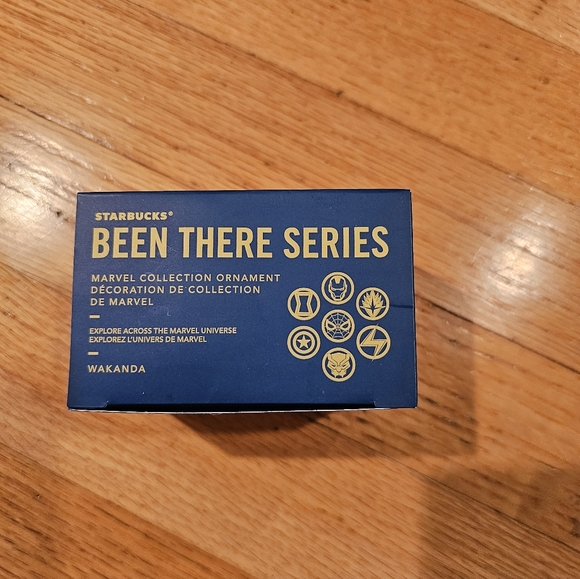 STARBUCKS®
BEEN THERE SERIES
MARVEL COLLECTION ORNAMENT
DÉCORATION DE COLLECTION
DE MARVEL
EXPLORE ACROSS THE MARVEL UNIVERSE
EXPLOREZ L'UNIVERS DE MARVEL
WAKANDA